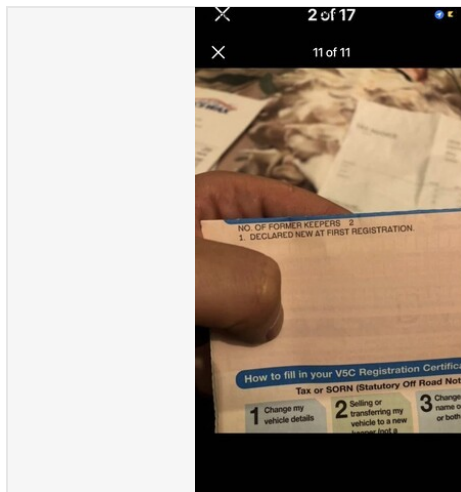 2 of 17
11 of 11
NO. OF FORMER KEEPERS 2
1. DECLARED NEW AT FIRST REGISTRATION.
How to fill in your V5C Registration Certifica
Tax or SORN (Statutory Off Road Not
1 Change my
vehicle details
2 Selling or
transferring my
vehicle to a new
keeper (not a
3 Change
name o
or both